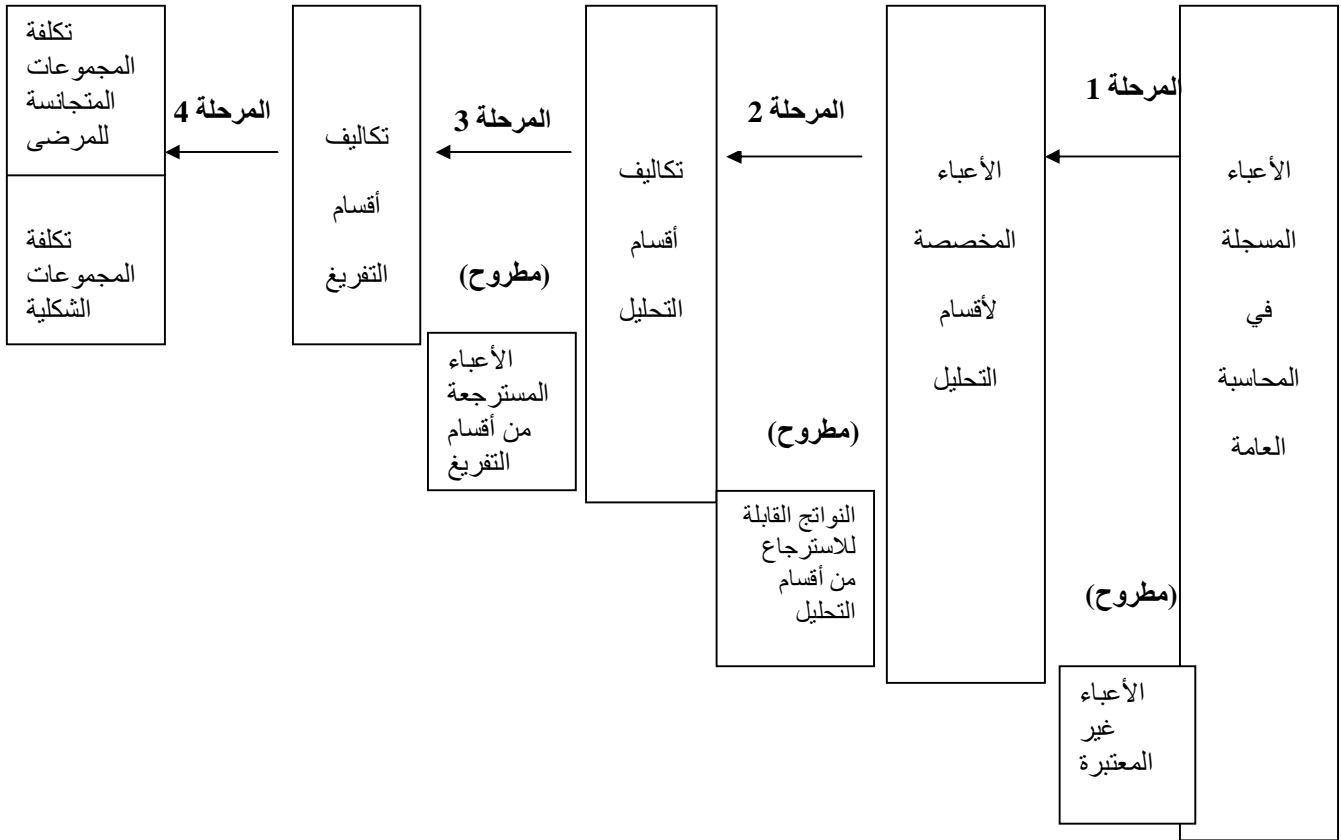 الأعباء
المسجلة
في
المحاسبة
العامة
المرحلة 1
(مطروح)
الأعباء
غير
المعتبرة
الأعباء
المخصصة
لأقسام
التحليل
المرحلة 2
(مطروح)
النواتج القابلة
للاسترجاع
من أقسام
التحليل
تكاليف
أقسام
التحليل
المرحلة 3
(مطروح)
الأعباء
المسترجعة
من أقسام
التفريغ
تكاليف
أقسام
التفريغ
المرحلة 4
تكلفة
المجموعات
المتجانسة
للمرضى
تكلفة
المجموعات
الشكلية